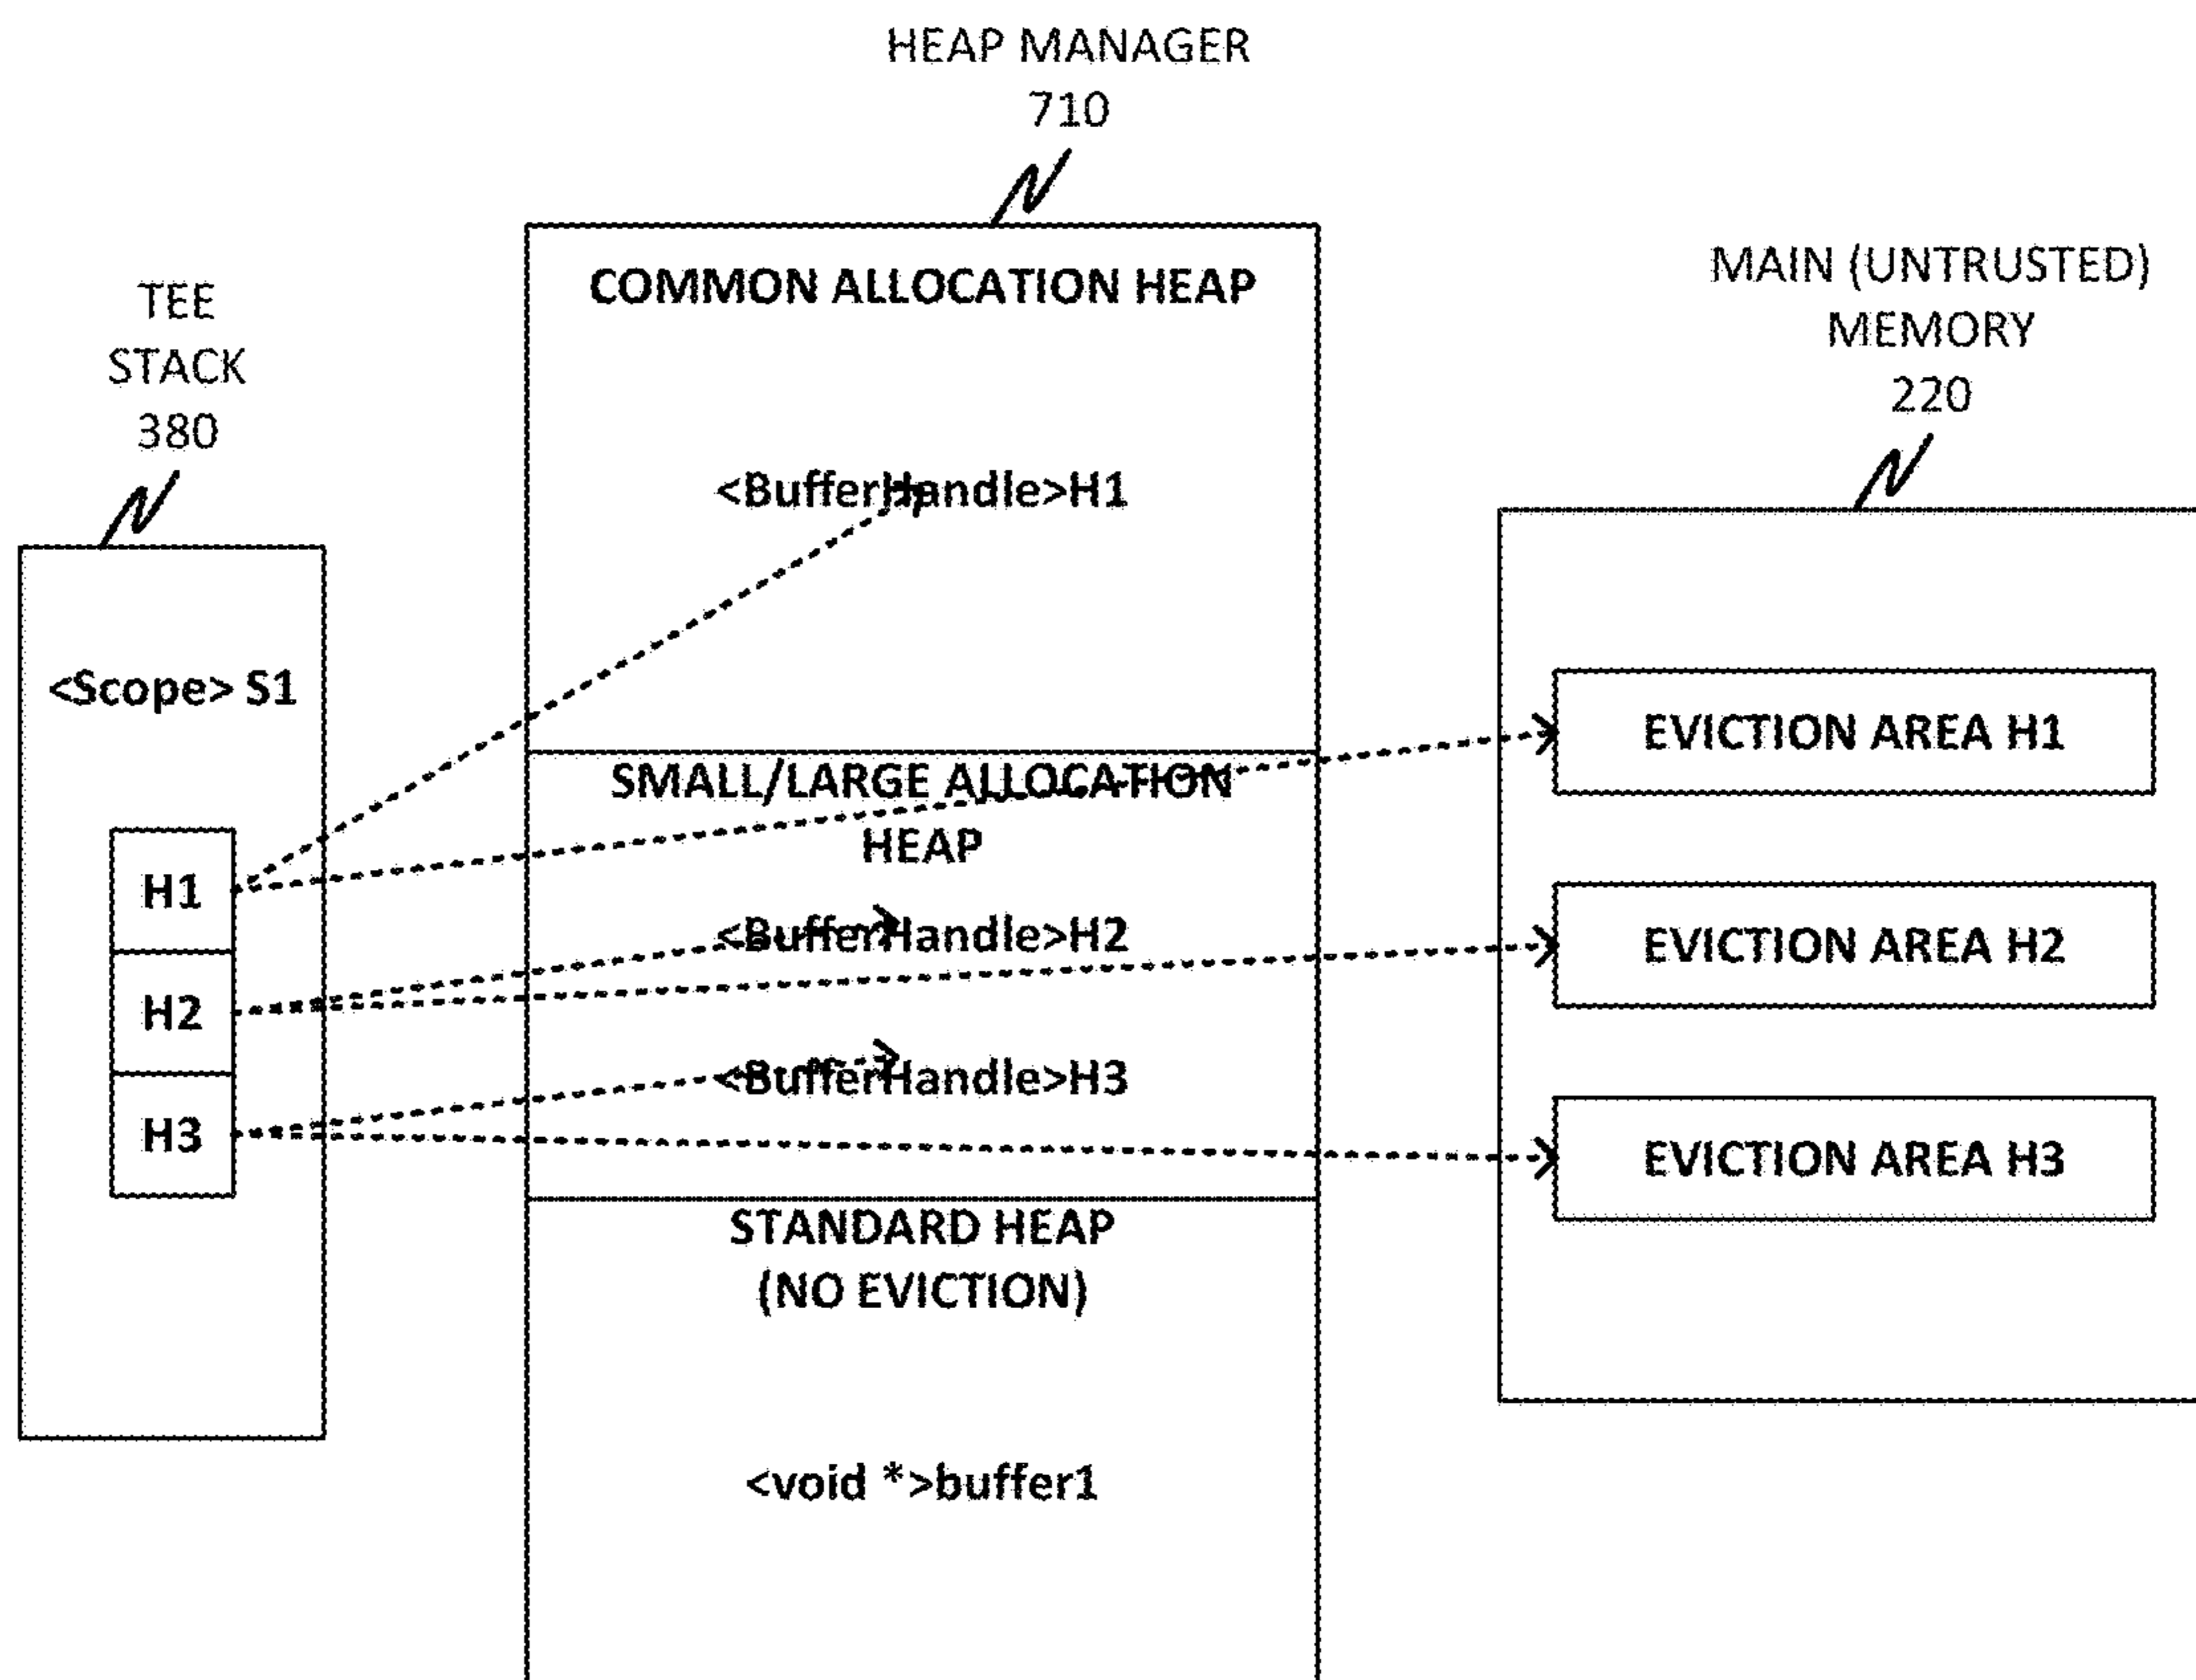 HEAP MANAGER
710
TEE
STACK
380
<Scope> S1
H1
H2
H3
COMMON ALLOCATION HEAP
<BufferHandle>H1
SMALL/LARGE ALLOCATION
HEAP
<BufferHandle>H2
<BufferHandle>H3
STANDARD HEAP
(NO EVICTION)
<void *>buffer1
MAIN (UNTRUSTED)
MEMORY
220
EVICTION AREA H1
EVICTION AREA H2
EVICTION AREA H3